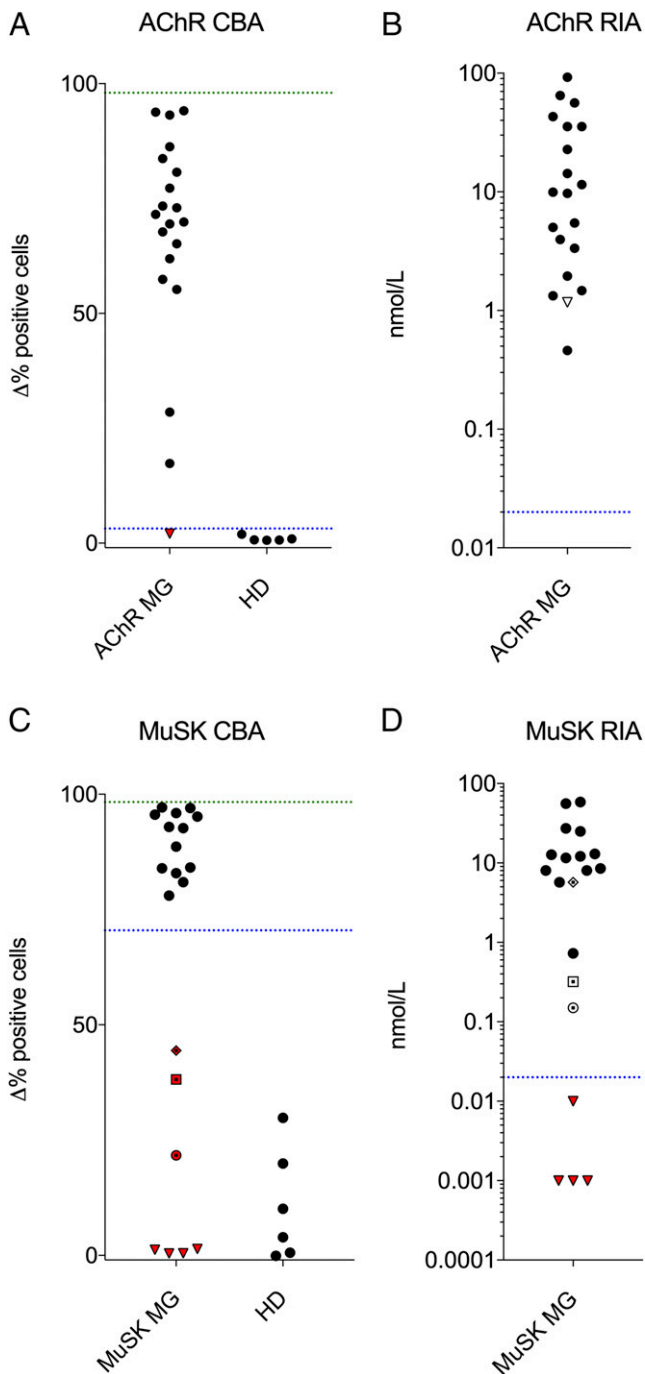 A
AChR CBA
100
50
0
Δ% positive cells
AChR MG
HD
B
AChR RIA
100
10
1
0.1
0.01
nmol/L
AChR MG
C
MuSK CBA
100
50
0
Δ% positive cells
MuSK MG
HD
D
MuSK RIA
100
10
1
0.1
0.01
0.001
0.0001
nmol/L
MuSK MG